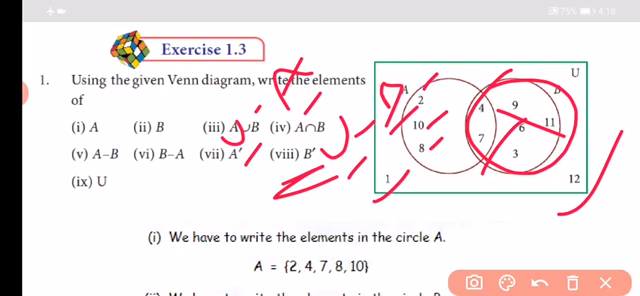 75% 4:18
Exercise 1.3
1. Using the given Venn diagram, write the elements
of
(i) A (ii) B (iii) A∪B (iv) A∩B
(v) A−B (vi) B−A (vii) A′ (viii) B′
(ix) U
U
A B
2 4 9
10 6 11
8 7 3
1 12
(i) We have to write the elements in the circle A.
A = {2, 4, 7, 8, 10}